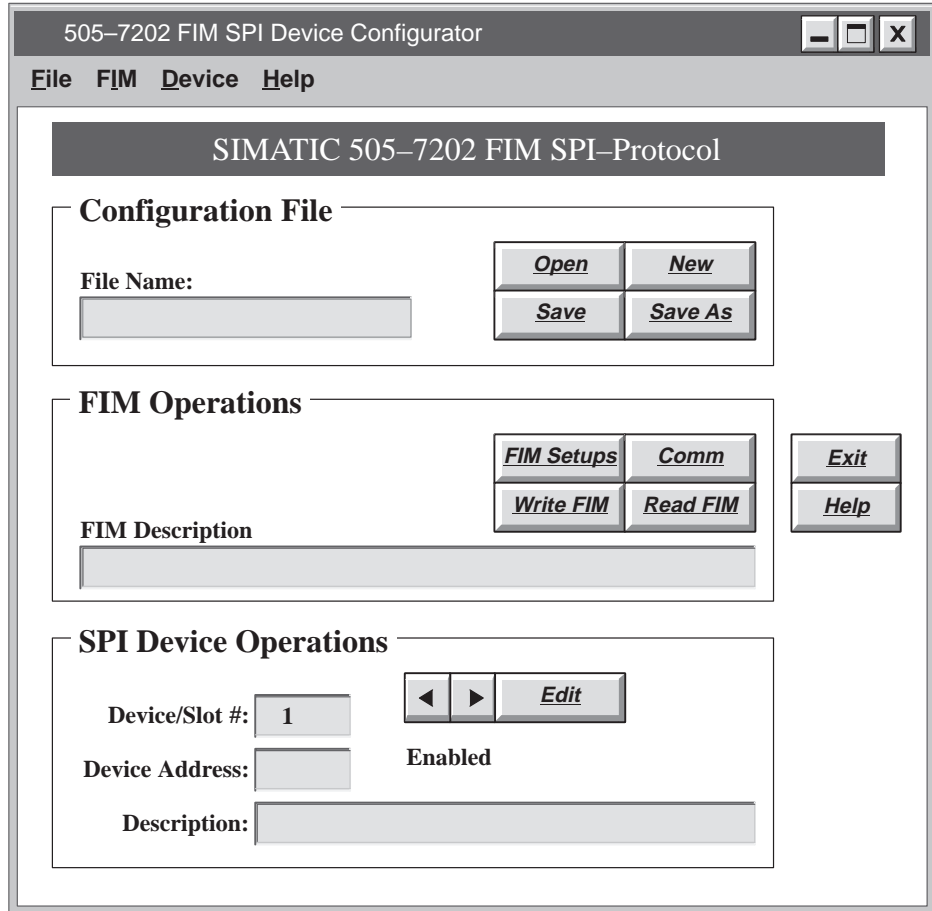 505–7202 FIM SPI Device Configurator
X
File FIM Device Help
SIMATIC 505–7202 FIM SPI–Protocol
Configuration File
Open New
File Name:
Save Save As
FIM Operations
FIM Setups Comm
Exit
Write FIM Read FIM
Help
FIM Description
SPI Device Operations
Edit
Device/Slot #: 1
Enabled
Device Address:
Description: